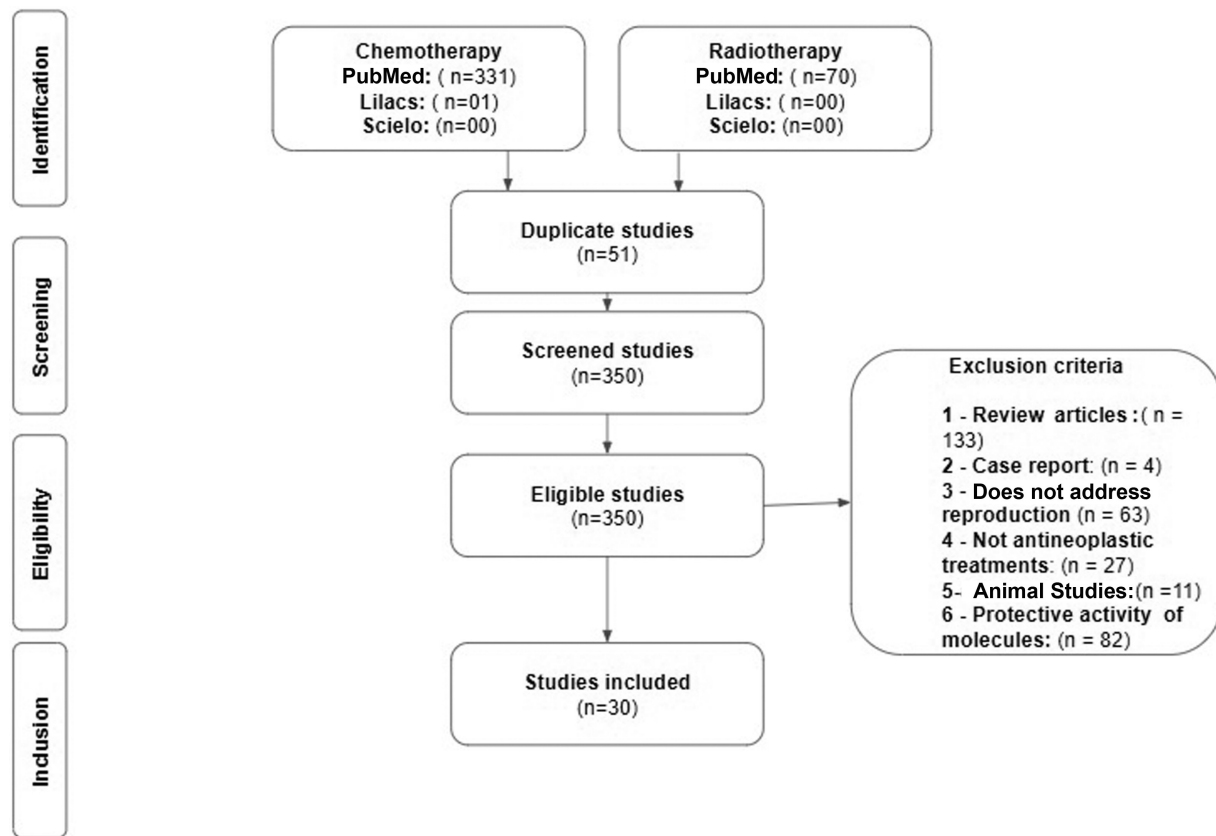 Identification
Chemotherapy
PubMed: ( n=331)
Lilacs: ( n=01)
Scielo: (n=00)
Radiotherapy
PubMed: ( n=70)
Lilacs: (n=00)
Scielo: (n=00)
Duplicate studies
(n=51)
Screening
Screened studies
(n=350)
Eligibility
Eligible studies
(n=350)
Exclusion criteria
1 - Review articles :( n =
133)
2 - Case report: (n = 4)
3 - Does not address
reproduction (n = 63)
4 - Not antineoplastic
treatments: (n = 27)
5- Animal Studies:(n =11)
6 - Protective activity of
molecules: (n = 82)
Inclusion
Studies included
(n=30)